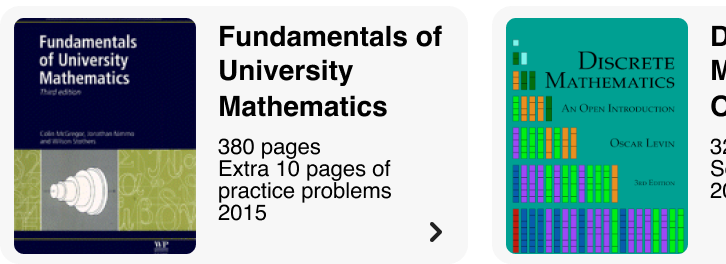 Fundamentals
of University
Mathematics
Third edition
Colin McGregor, Jonathan Nimmo
and Wilson Stothers
WP
Fundamentals of
University
Mathematics
380 pages
Extra 10 pages of
practice problems
2015
DISCRETE
MATHEMATICS
AN OPEN INTRODUCTION
OSCAR LEVIN
3RD EDITION
D
M
32
20